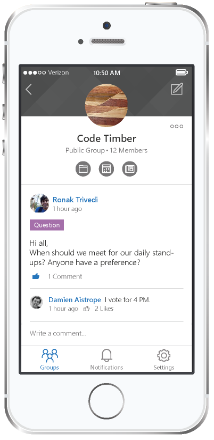 Verizon 10:50 AM
Code Timber
Public Group • 12 Members
Ronak Trivedi
1 hour ago
Question
Hi all,
When should we meet for our daily stand-
ups? Anyone have a preference?
1 Comment
Damien Aistrope I vote for 4 PM.
1 hour ago 2 Likes
Write a comment...
Groups Notifications Settings